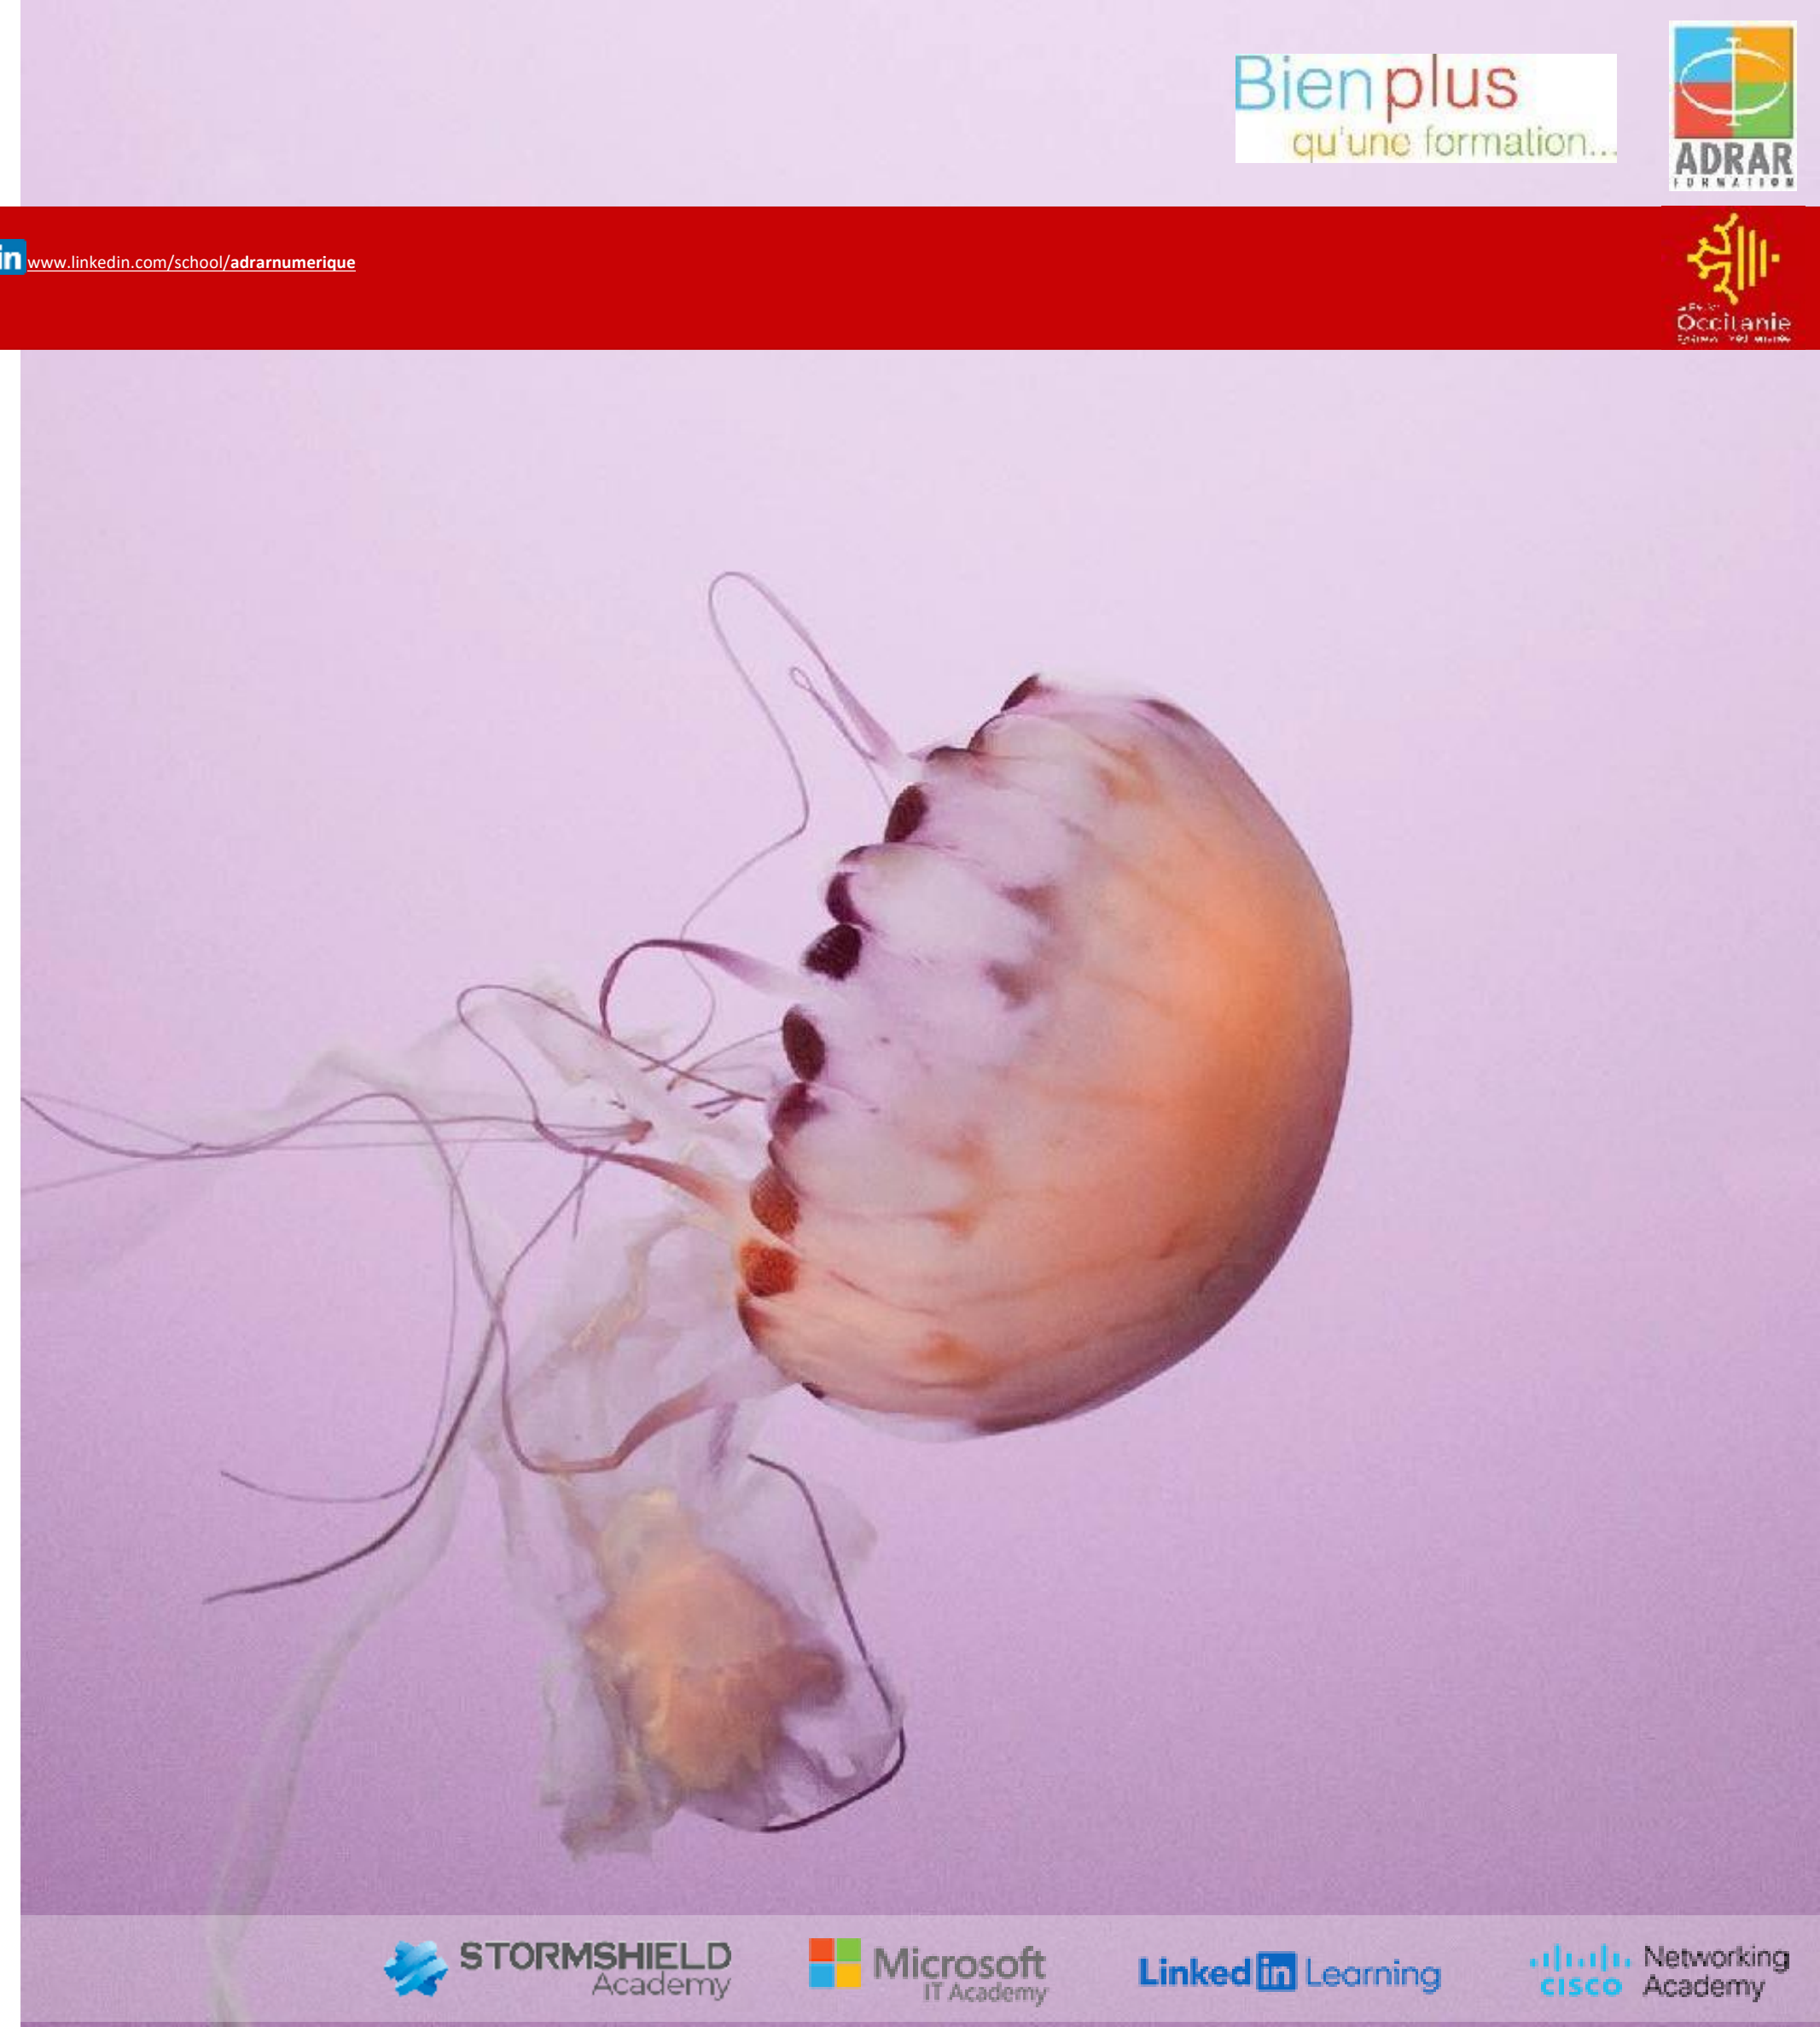 Bien plus
qu'une formation...
ADRAR
FORMATION
in www.linkedin.com/school/adrarnumerique
Occitanie
STORMSHIELD
Academy
Microsoft
IT Academy
Linked in Learning
CISCO Networking
Academy